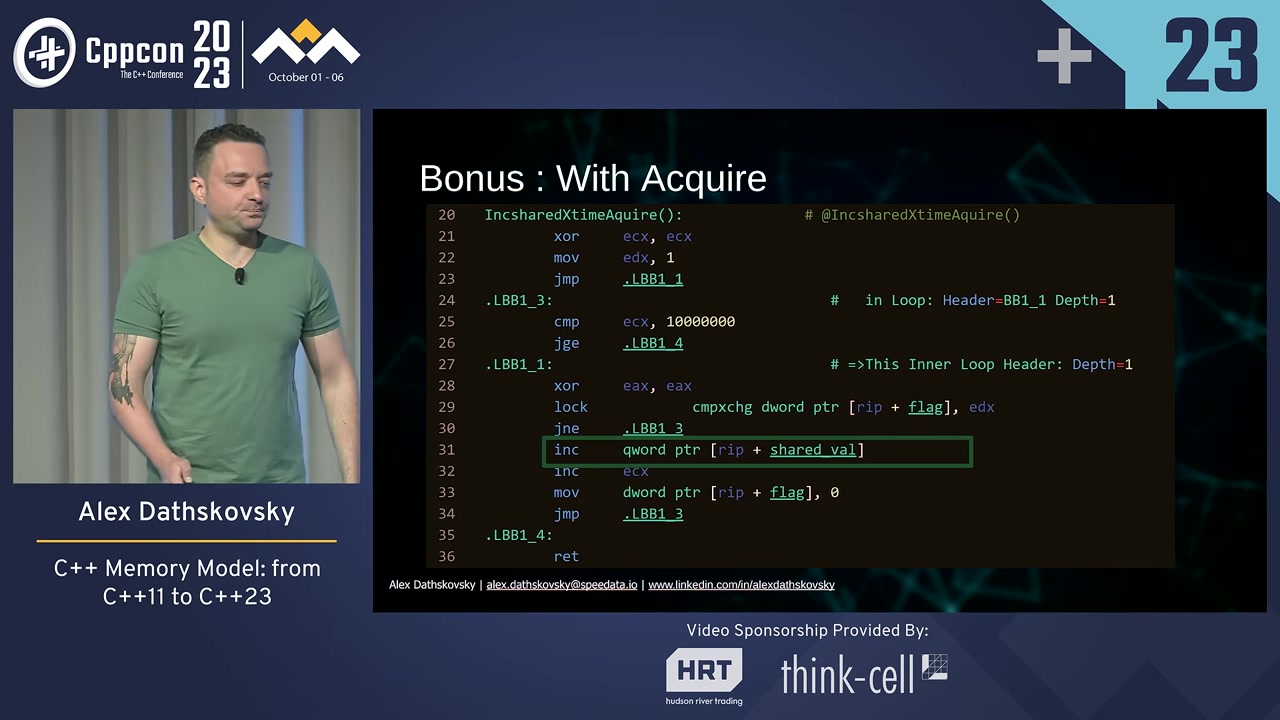 Cppcon
The C++ Conference
20
23
October 01 - 06
23
Bonus : With Acquire
20 IncsharedXtimeAquire(): # @IncsharedXtimeAquire()
21 xor ecx, ecx
22 mov edx, 1
23 jmp .LBB1_1
24 .LBB1_3: # in Loop: Header=BB1_1 Depth=1
25 cmp ecx, 10000000
26 jge .LBB1_4
27 .LBB1_1: # =>This Inner Loop Header: Depth=1
28 xor eax, eax
29 lock cmpxchg dword ptr [rip + flag], edx
30 jne .LBB1_3
31 inc qword ptr [rip + shared_val]
32 inc ecx
33 mov dword ptr [rip + flag], 0
34 jmp .LBB1_3
35 .LBB1_4:
36 ret
Alex Dathskovsky | alex.dathskovsky@speedata.io | www.linkedin.com/in/alexdathskovsky
Alex Dathskovsky
C++ Memory Model: from
C++11 to C++23
Video Sponsorship Provided By:
HRT
hudson river trading
think-cell